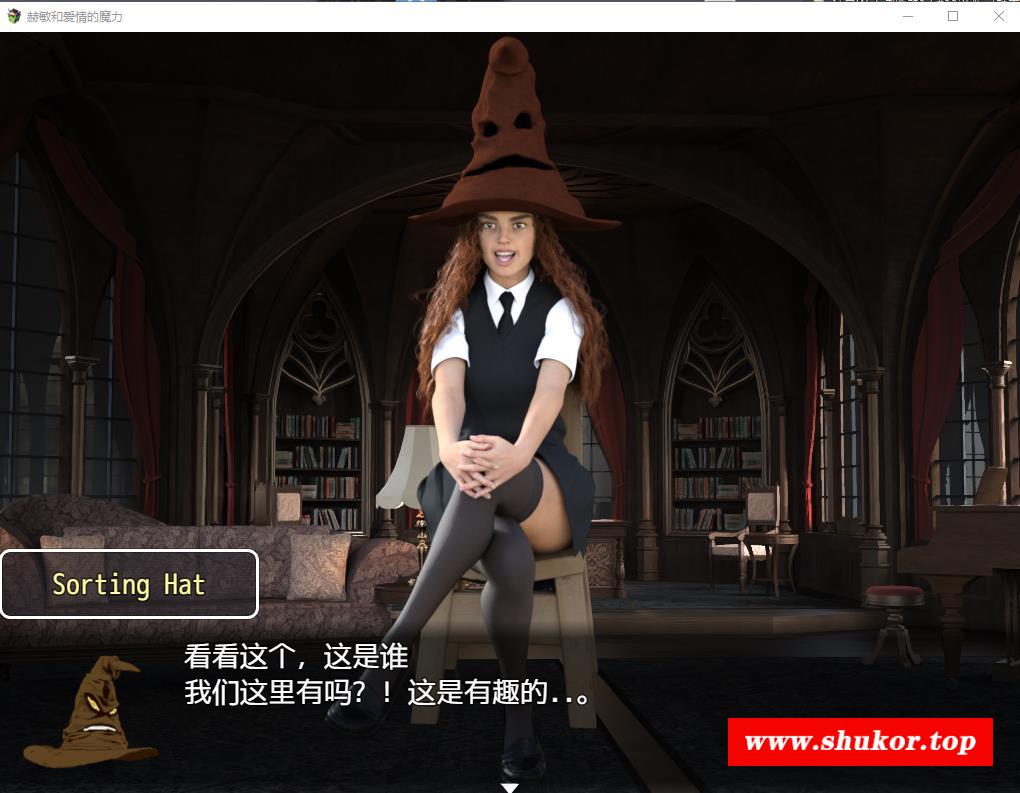 赫敏和爱情的魔力
Sorting Hat
看看这个，这是谁
我们这里有吗？！这是有趣的..。
www.shukor.top